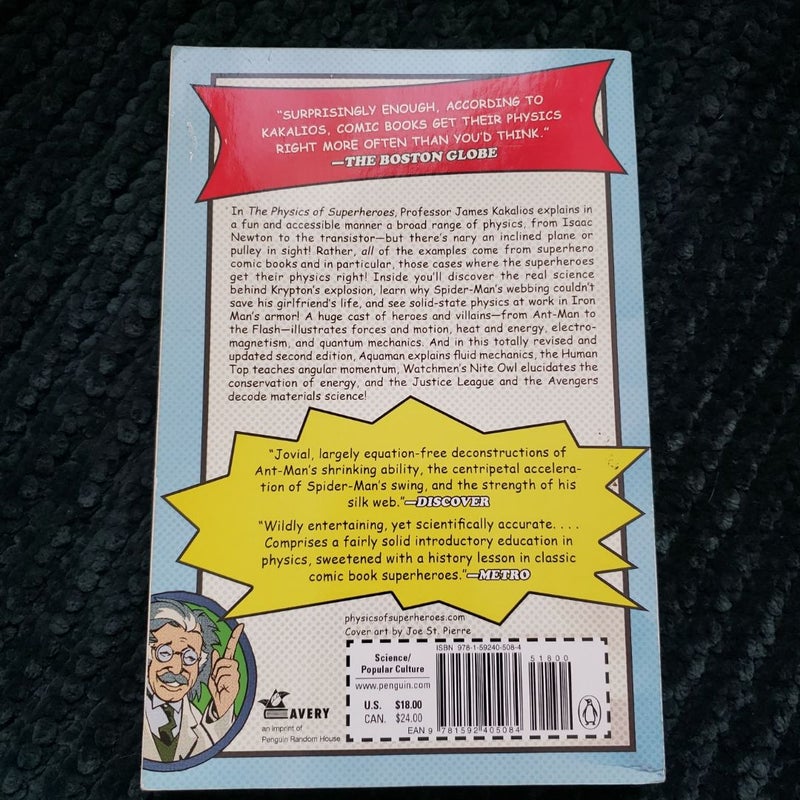 "SURPRISINGLY ENOUGH, ACCORDING TO
KAKALIOS, COMIC BOOKS GET THEIR PHYSICS
RIGHT MORE OFTEN THAN YOU'D THINK."
—THE BOSTON GLOBE
In The Physics of Superheroes, Professor James Kakalios explains in
a fun and accessible manner a broad range of physics, from Isaac
Newton to the transistor—but there's nary an inclined plane or
pulley in sight! Rather, all of the examples come from superhero
comic books and in particular, those cases where the superheroes
get their physics right! Inside you'll discover the real science
behind Krypton's explosion, learn why Spider-Man's webbing couldn't
save his girlfriend's life, and see solid-state physics at work in Iron
Man's armor! A huge cast of heroes and villains—from Ant-Man to
the Flash—illustrates forces and motion, heat and energy, electro-
magnetism, and quantum mechanics. And in this totally revised and
updated second edition, Aquaman explains fluid mechanics, the Human
Top teaches angular momentum, Watchmen's Nite Owl elucidates the
conservation of energy, and the Justice League and the Avengers
decode materials science!
"Jovial, largely equation-free deconstructions of
Ant-Man's shrinking ability, the centripetal accelera-
tion of Spider-Man's swing, and the strength of his
silk web."—DISCOVER
"Wildly entertaining, yet scientifically accurate. . . .
Comprises a fairly solid introductory education in
physics, sweetened with a history lesson in classic
comic book superheroes."—METRO
physicsofsuperheroes.com
Cover art by Joe St. Pierre
AVERY
an imprint of
Penguin Random House
Science/
Popular Culture
www.penguin.com
U.S. $18.00
CAN. $24.00
ISBN 978-1-59240-508-4
51800
EAN 9 781592 405084